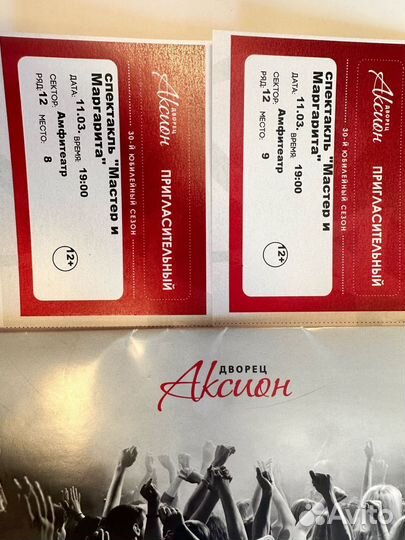 ДВОРЕЦ
Аксион
30-Й ЮБИЛЕЙНЫЙ СЕЗОН
ПРИГЛАСИТЕЛЬНЫЙ
спектакль "Мастер и
Маргарита"
ДАТА: 11.03. ВРЕМЯ: 19:00
СЕКТОР: Амфитеатр
РЯД: 12 МЕСТО: 8
12+
ДВОРЕЦ
Аксион
30-Й ЮБИЛЕЙНЫЙ СЕЗОН
ПРИГЛАСИТЕЛЬНЫЙ
спектакль "Мастер и
Маргарита"
ДАТА: 11.03. ВРЕМЯ: 19:00
СЕКТОР: Амфитеатр
РЯД: 12 МЕСТО: 9
12+
ДВОРЕЦ
Аксион
Avito